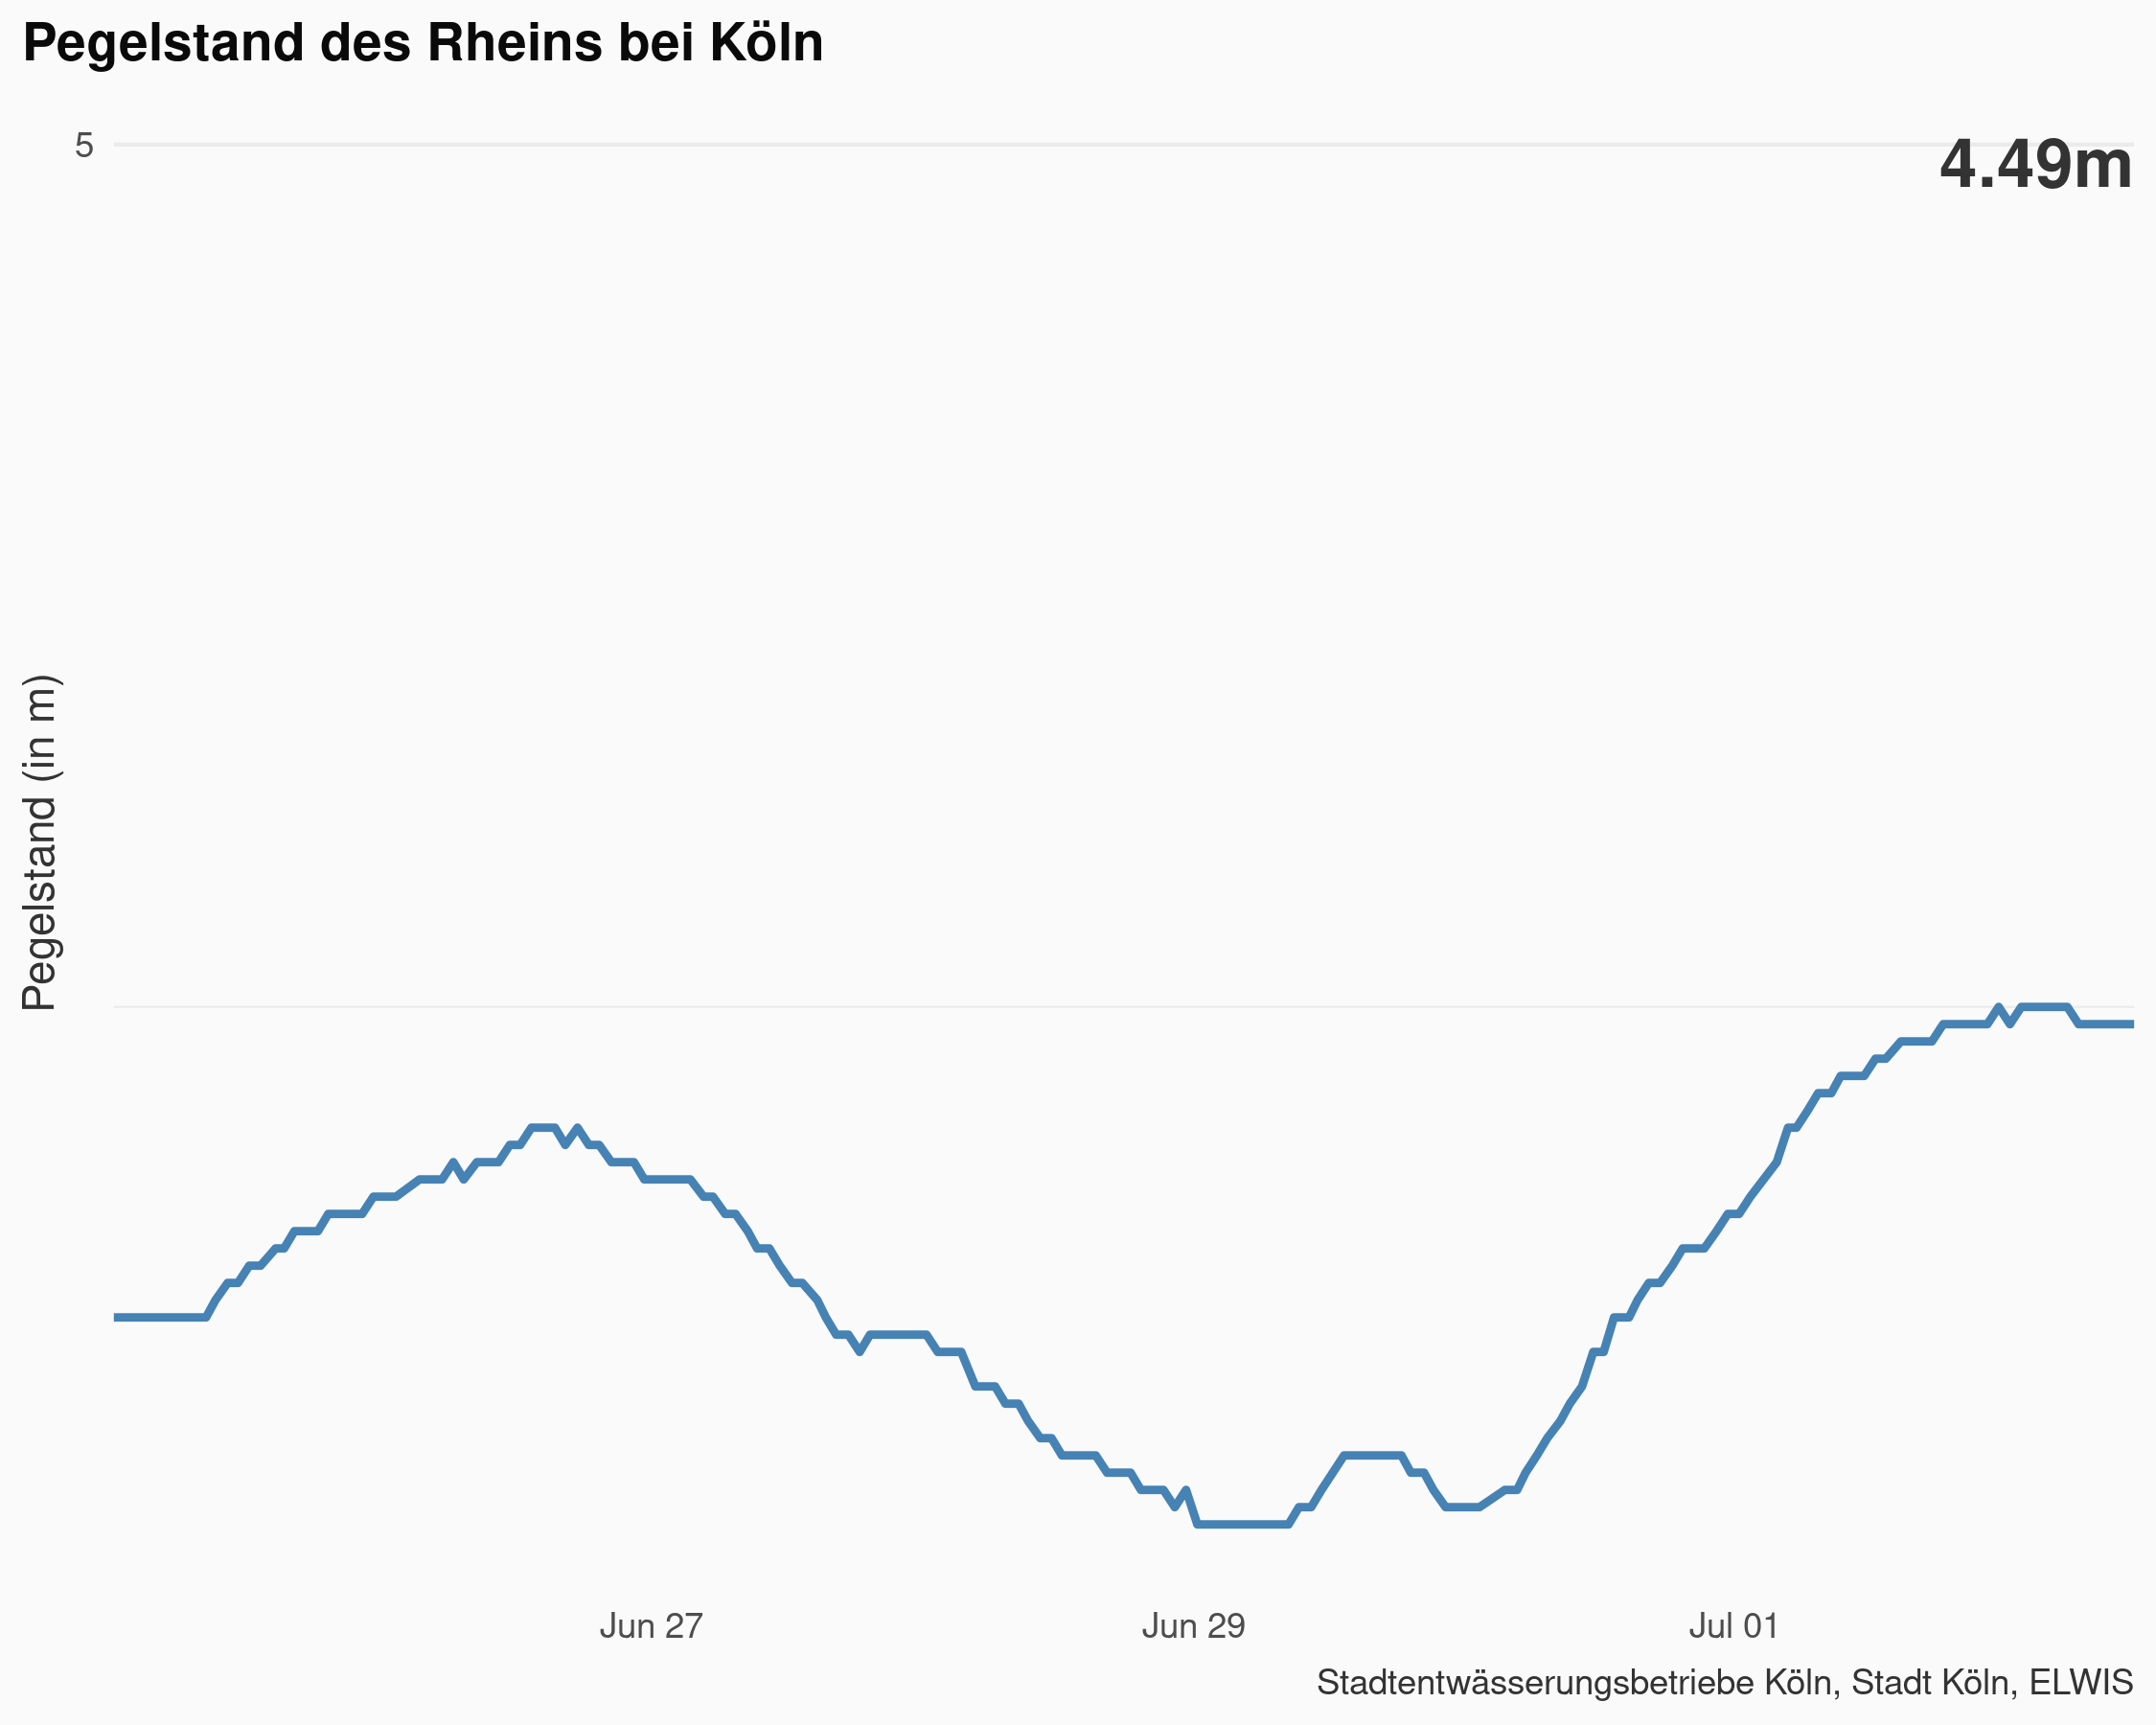 Pegelstand des Rheins bei Köln
5
4.49m
Pegelstand (in m)
Jun 27
Jun 29
Jul 01
Stadtentwässerungsbetriebe Köln, Stadt Köln, ELWIS